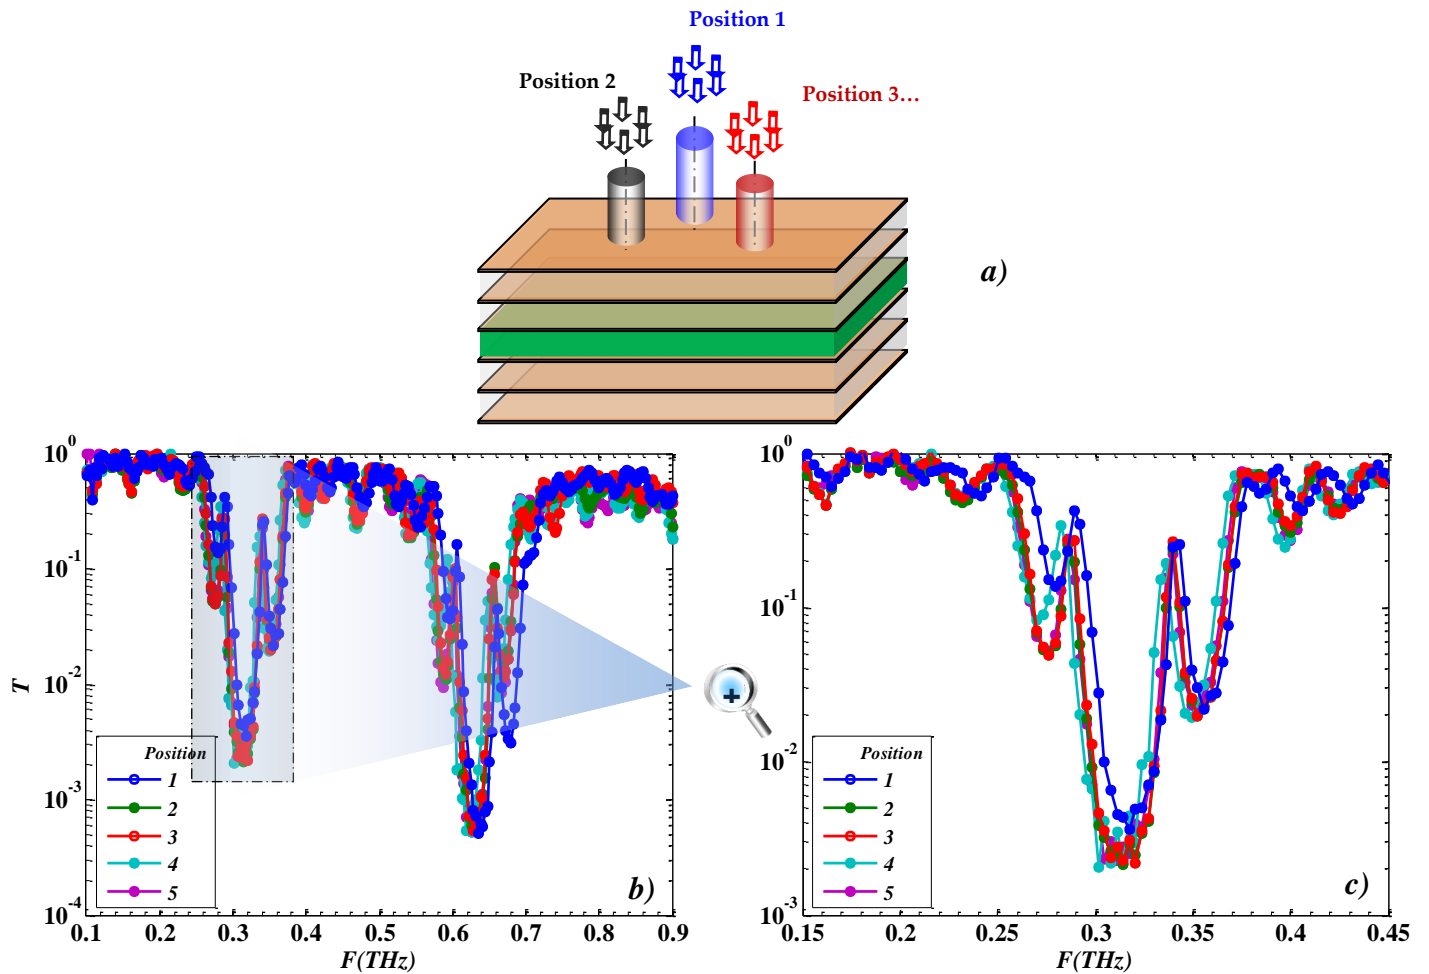 Position 1
Position 2
Position 3...
a)
10^0
10^-1
10^-2
10^-3
10^-4
T
Position
1
2
3
4
5
b)
0.1 0.2 0.3 0.4 0.5 0.6 0.7 0.8 0.9
F(THz)
10^0
10^-1
10^-2
10^-3
Position
1
2
3
4
5
c)
0.15 0.2 0.25 0.3 0.35 0.4 0.45
F(THz)